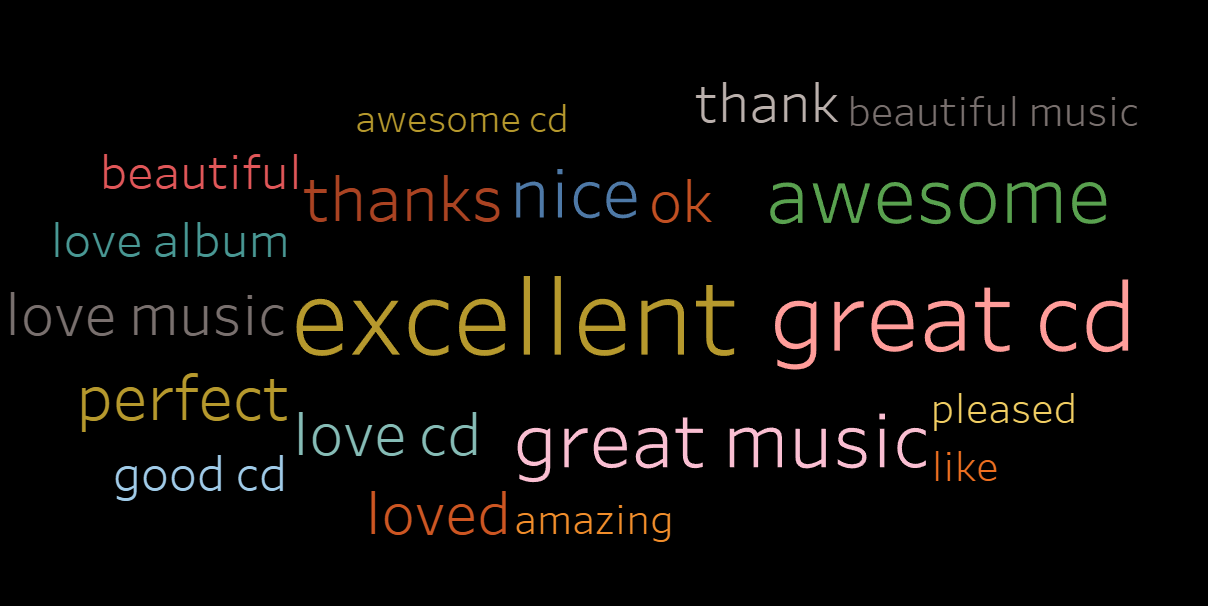 awesome cd
thank
beautiful music
beautiful
thanks
nice
ok
awesome
love album
love music
excellent
great cd
perfect
love cd
great music
pleased
good cd
like
loved
amazing